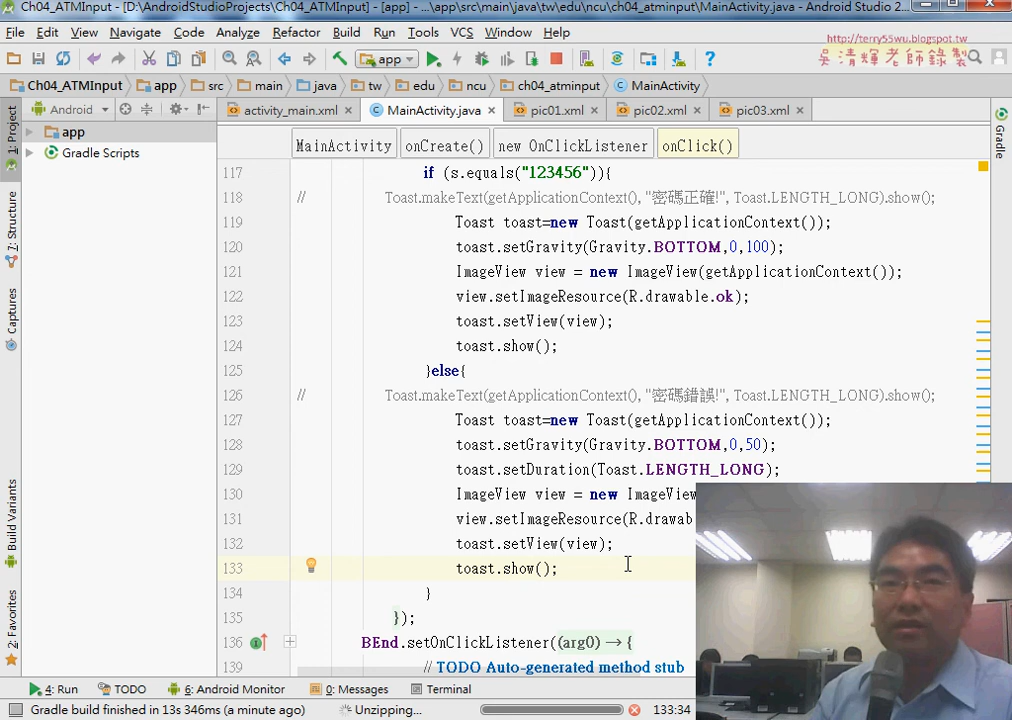 Ch04_ATMInput - [D:\AndroidStudioProjects\Ch04_ATMInput] - [app] - ...\app\src\main\java\tw\edu\ncu\ch04_atminput\MainActivity.java - Android Studio 2...
File Edit View Navigate Code Analyze Refactor Build Run Tools VCS Window Help
http://terry55wu.blogspot.tw
吳清輝老師錄製
app
Ch04_ATMInput app src main java tw edu ncu ch04_atminput MainActivity
Android
activity_main.xml MainActivity.java pic01.xml pic02.xml pic03.xml
1: Project
7: Structure
Captures
Build Variants
2: Favorites
Gradle
app
Gradle Scripts
MainActivity onCreate() new OnClickListener onClick()
117 if (s.equals("123456")){
118 // Toast.makeText(getApplicationContext(), "密碼正確!", Toast.LENGTH_LONG).show();
119 Toast toast=new Toast(getApplicationContext());
120 toast.setGravity(Gravity.BOTTOM,0,100);
121 ImageView view = new ImageView(getApplicationContext());
122 view.setImageResource(R.drawable.ok);
123 toast.setView(view);
124 toast.show();
125 }else{
126 // Toast.makeText(getApplicationContext(), "密碼錯誤!", Toast.LENGTH_LONG).show();
127 Toast toast=new Toast(getApplicationContext());
128 toast.setGravity(Gravity.BOTTOM,0,50);
129 toast.setDuration(Toast.LENGTH_LONG);
130 ImageView view = new ImageView
131 view.setImageResource(R.drawab
132 toast.setView(view);
133 toast.show();
134 }
135 });
136 BEnd.setOnClickListener((arg0) → {
139 // TODO Auto-generated method stub
4: Run TODO 6: Android Monitor 0: Messages Terminal
Gradle build finished in 13s 346ms (a minute ago) Unzipping... 133:34